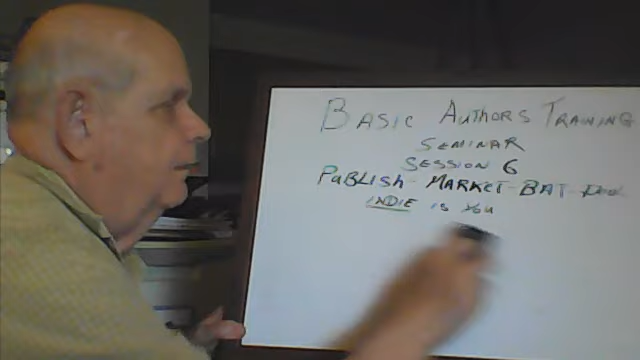 BASIC AUTHORS TRAINING
SEMINAR
SESSION 6
PUBLISH - MARKET - BAT -
INDIE is You